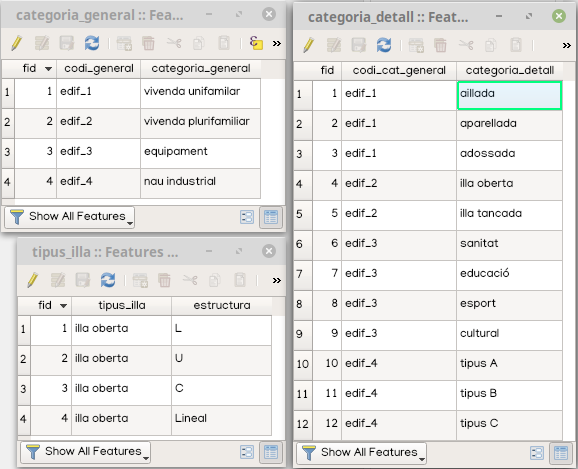 categoria_general :: Fea...
fid codi_general categoria_general
1 1 edif_1 vivenda unifamilar
2 2 edif_2 vivenda plurifamiliar
3 3 edif_3 equipament
4 4 edif_4 nau industrial
Show All Features
tipus_illa :: Features ...
fid tipus_illa estructura
1 1 illa oberta L
2 2 illa oberta U
3 3 illa oberta C
4 4 illa oberta Lineal
Show All Features
categoria_detall :: Feat...
fid codi_cat_general categoria_detall
1 1 edif_1 aillada
2 2 edif_1 aparellada
3 3 edif_1 adossada
4 4 edif_2 illa oberta
5 5 edif_2 illa tancada
6 6 edif_3 sanitat
7 7 edif_3 educació
8 8 edif_3 esport
9 9 edif_3 cultural
10 10 edif_4 tipus A
11 11 edif_4 tipus B
12 12 edif_4 tipus C
Show All Features